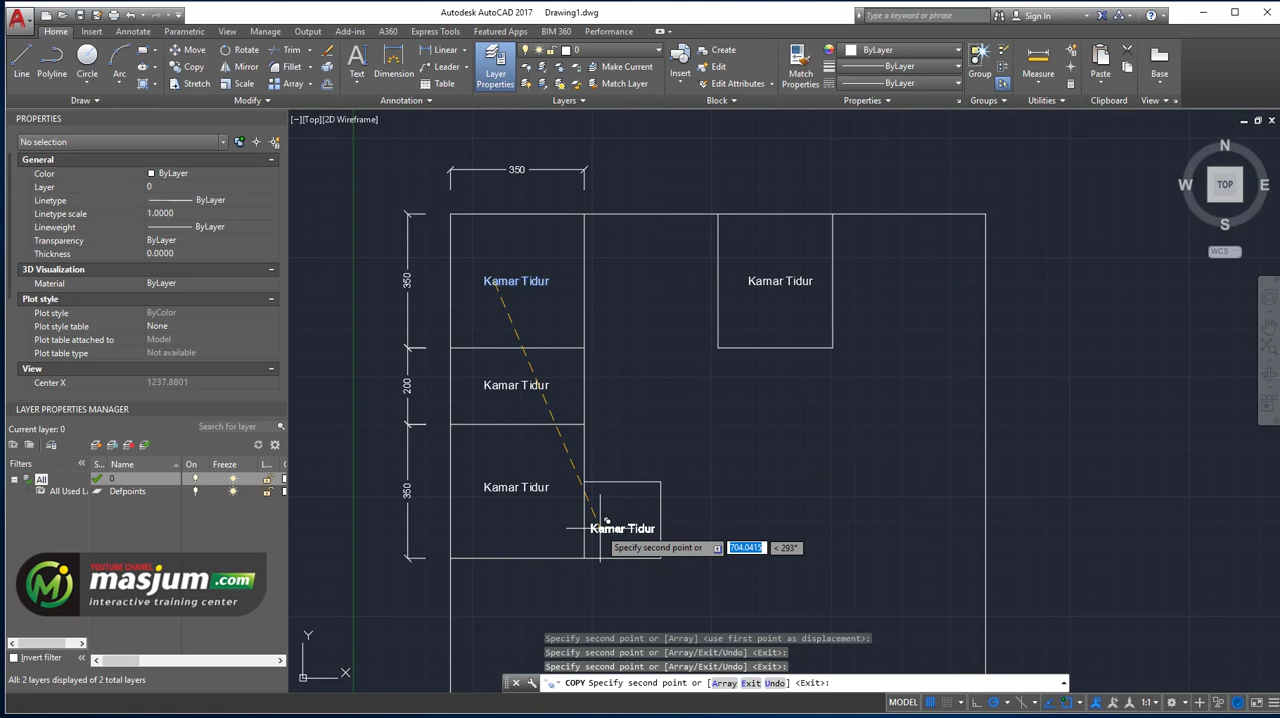 Autodesk AutoCAD 2017 Drawing1.dwg
Type a keyword or phrase
Sign In
Home Insert Annotate Parametric View Manage Output Add-ins A360 Express Tools Featured Apps BIM 360 Performance
Line Polyline Circle Arc
Move Rotate Trim
Copy Mirror Fillet
Stretch Scale Array
Text Dimension
Linear
Leader
Table
Layer Properties
0
Make Current
Match Layer
Insert
Create
Edit
Edit Attributes
Match Properties
ByLayer
ByLayer
ByLayer
Group
Measure
Paste
Base
Draw Modify Annotation Layers Block Properties Groups Utilities Clipboard View
PROPERTIES
No selection
General
Color ByLayer
Layer 0
Linetype ByLayer
Linetype scale 1.0000
Lineweight ByLayer
Transparency ByLayer
Thickness 0.0000
3D Visualization
Material ByLayer
Plot style
Plot style ByColor
Plot style table None
Plot table attached to Model
Plot table type Not available
View
Center X 1237.8801
LAYER PROPERTIES MANAGER
Current layer: 0
Search for layer
Filters
S... Name On Freeze L...
All
0
All Used La
Defpoints
YOUTUBE CHANEL
masjum.com
interactive training center
Invert filter
All: 2 layers displayed of 2 total layers
[−][Top][2D Wireframe]
350
350
200
350
Kamar Tidur
Kamar Tidur
Kamar Tidur
Kamar Tidur
Kamar Tidur
Specify second point or 704.0415 < 293°
N
W TOP E
S
WCS
Y
X
Specify second point or [Array] <use first point as displacement>:
Specify second point or [Array/Exit/Undo] <Exit>:
Specify second point or [Array/Exit/Undo] <Exit>:
COPY Specify second point or [Array Exit Undo] <Exit>:
MODEL
1:1